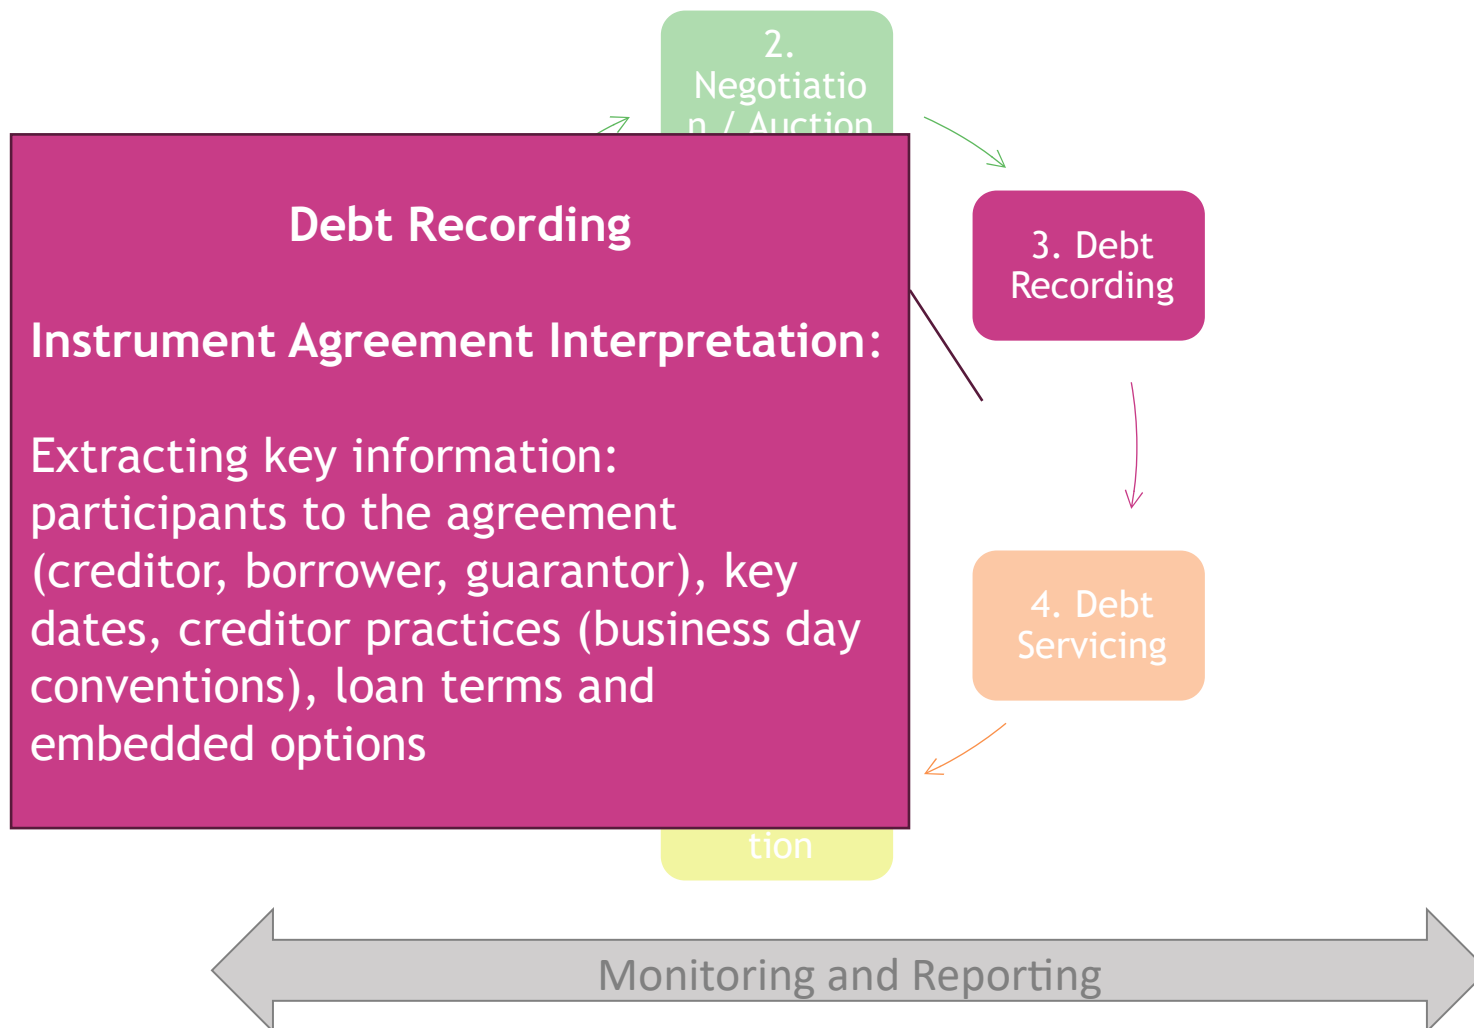 2.
Negotiatio
n / Auction
Debt Recording
Instrument Agreement Interpretation:
Extracting key information:
participants to the agreement
(creditor, borrower, guarantor), key
dates, creditor practices (business day
conventions), loan terms and
embedded options
3. Debt
Recording
4. Debt
Servicing
tion
Monitoring and Reporting